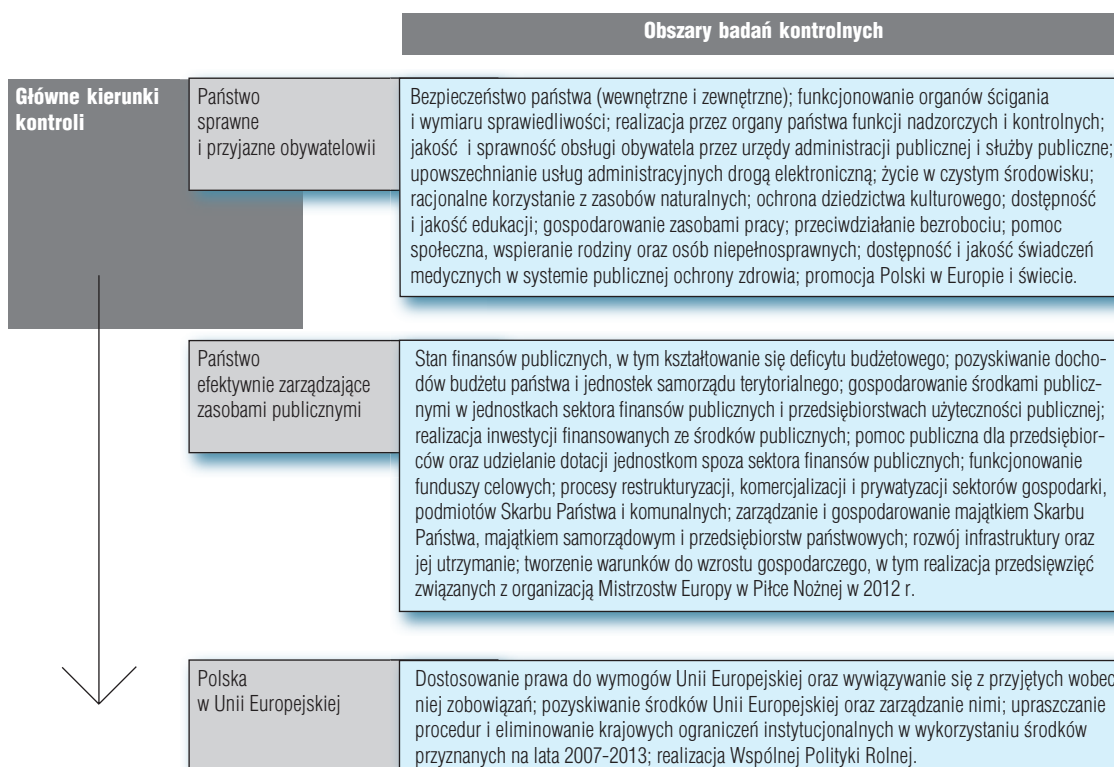 Obszary badań kontrolnych
Główne kierunki
kontroli
Państwo
sprawne
i przyjazne obywatelowii
Bezpieczeństwo państwa (wewnętrzne i zewnętrzne); funkcjonowanie organów ścigania
i wymiaru sprawiedliwości; realizacja przez organy państwa funkcji nadzorczych i kontrolnych;
jakość i sprawność obsługi obywatela przez urzędy administracji publicznej i służby publiczne;
upowszechnianie usług administracyjnych drogą elektroniczną; życie w czystym środowisku;
racjonalne korzystanie z zasobów naturalnych; ochrona dziedzictwa kulturowego; dostępność
i jakość edukacji; gospodarowanie zasobami pracy; przeciwdziałanie bezrobociu; pomoc
społeczna, wspieranie rodziny oraz osób niepełnosprawnych; dostępność i jakość świadczeń
medycznych w systemie publicznej ochrony zdrowia; promocja Polski w Europie i świecie.
Państwo
efektywnie zarządzające
zasobami publicznymi
Stan finansów publicznych, w tym kształtowanie się deficytu budżetowego; pozyskiwanie docho-
dów budżetu państwa i jednostek samorządu terytorialnego; gospodarowanie środkami publicz-
nymi w jednostkach sektora finansów publicznych i przedsiębiorstwach użyteczności publicznej;
realizacja inwestycji finansowanych ze środków publicznych; pomoc publiczna dla przedsiębior-
ców oraz udzielanie dotacji jednostkom spoza sektora finansów publicznych; funkcjonowanie
funduszy celowych; procesy restrukturyzacji, komercjalizacji i prywatyzacji sektorów gospodarki,
podmiotów Skarbu Państwa i komunalnych; zarządzanie i gospodarowanie majątkiem Skarbu
Państwa, majątkiem samorządowym i przedsiębiorstw państwowych; rozwój infrastruktury oraz
jej utrzymanie; tworzenie warunków do wzrostu gospodarczego, w tym realizacja przedsięwzięć
związanych z organizacją Mistrzostw Europy w Piłce Nożnej w 2012 r.
Polska
w Unii Europejskiej
Dostosowanie prawa do wymogów Unii Europejskiej oraz wywiązywanie się z przyjętych wobec
niej zobowiązań; pozyskiwanie środków Unii Europejskiej oraz zarządzanie nimi; upraszczanie
procedur i eliminowanie krajowych ograniczeń instytucjonalnych w wykorzystaniu środków
przyznanych na lata 2007-2013; realizacja Wspólnej Polityki Rolnej.